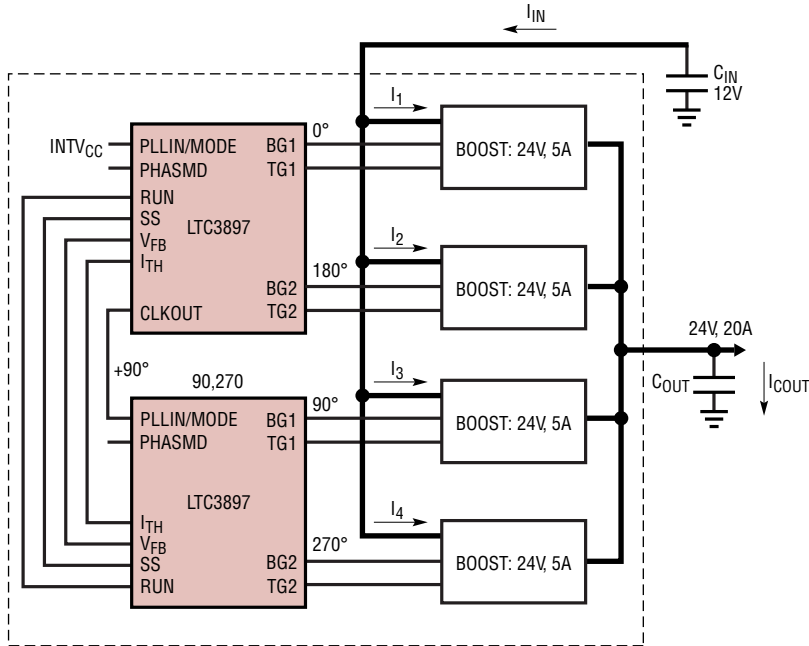 I_IN
C_IN
12V
I_1
0°
INTV_CC
PLLIN/MODE
BG1
BOOST: 24V, 5A
PHASMD
TG1
RUN
SS
LTC3897
V_FB
I_TH
I_2
180°
BG2
BOOST: 24V, 5A
CLKOUT
TG2
24V, 20A
+90°
90,270
I_3
C_OUT
I_COUT
90°
PLLIN/MODE
BG1
BOOST: 24V, 5A
PHASMD
TG1
LTC3897
I_4
I_TH
270°
V_FB
SS
BG2
BOOST: 24V, 5A
RUN
TG2